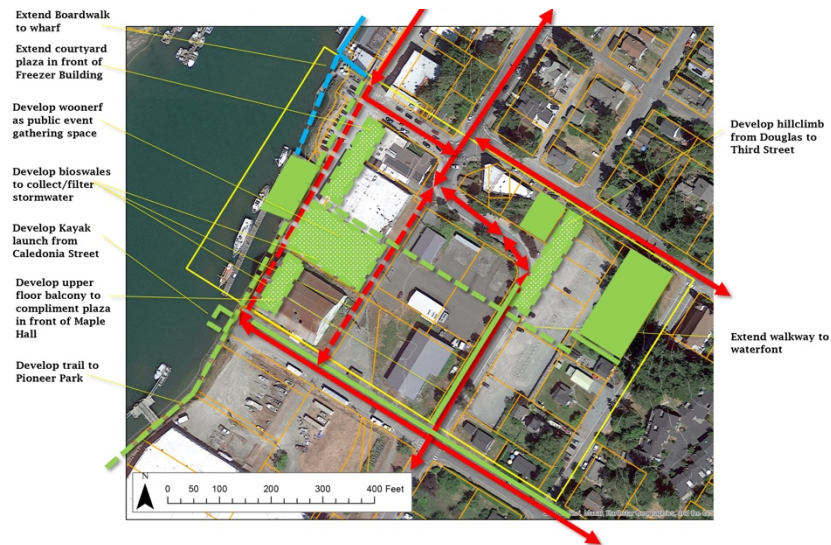 Extend Boardwalk
to wharf
Extend courtyard
plaza in front of
Freezer Building
Develop woonerf
as public event
gathering space
Develop bioswales
to collect/filter
stormwater
Develop Kayak
launch from
Caledonia Street
Develop upper
floor balcony to
compliment plaza
in front of Maple
Hall
Develop trail to
Pioneer Park
Develop hillclimb
from Douglas to
Third Street
Extend walkway to
waterfont
N
0 50 100 200 300 400 Feet